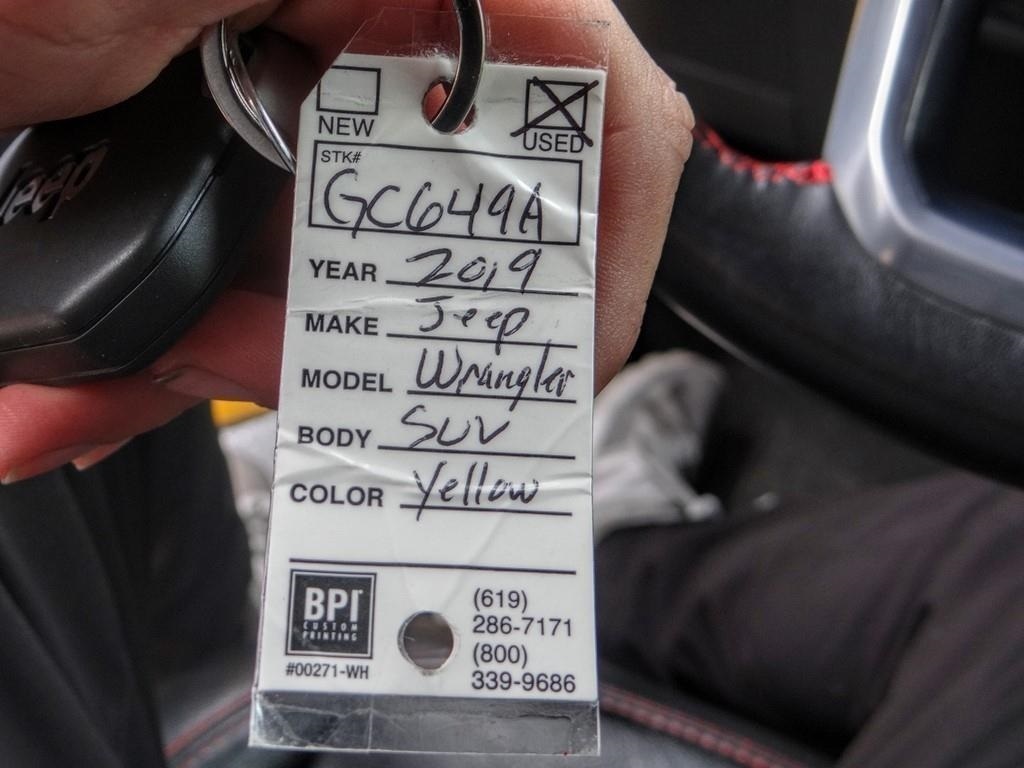 Jeep
NEW
USED
STK#
GC649A
YEAR 2019
MAKE Jeep
MODEL Wrangler
BODY SUV
COLOR Yellow
BPI
CUSTOM
PRINTING
#00271-WH
(619)
286-7171
(800)
339-9686